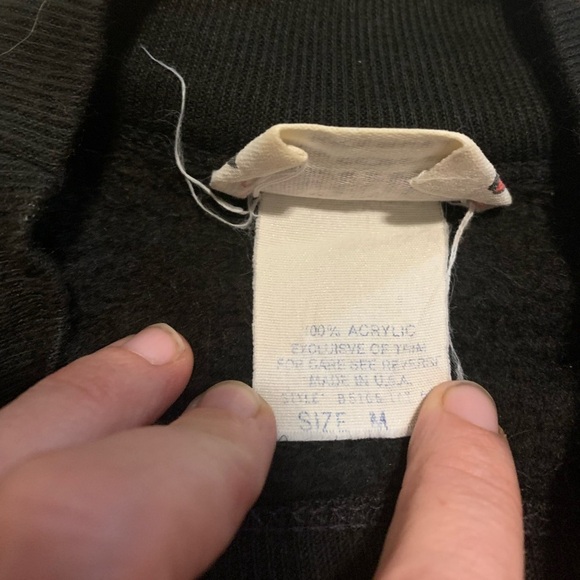 100% ACRYLIC
EXCLUSIVE OF TRIM
FOR CARE SEE REVERSE
MADE IN U.S.A.
STYLE:
SIZE M